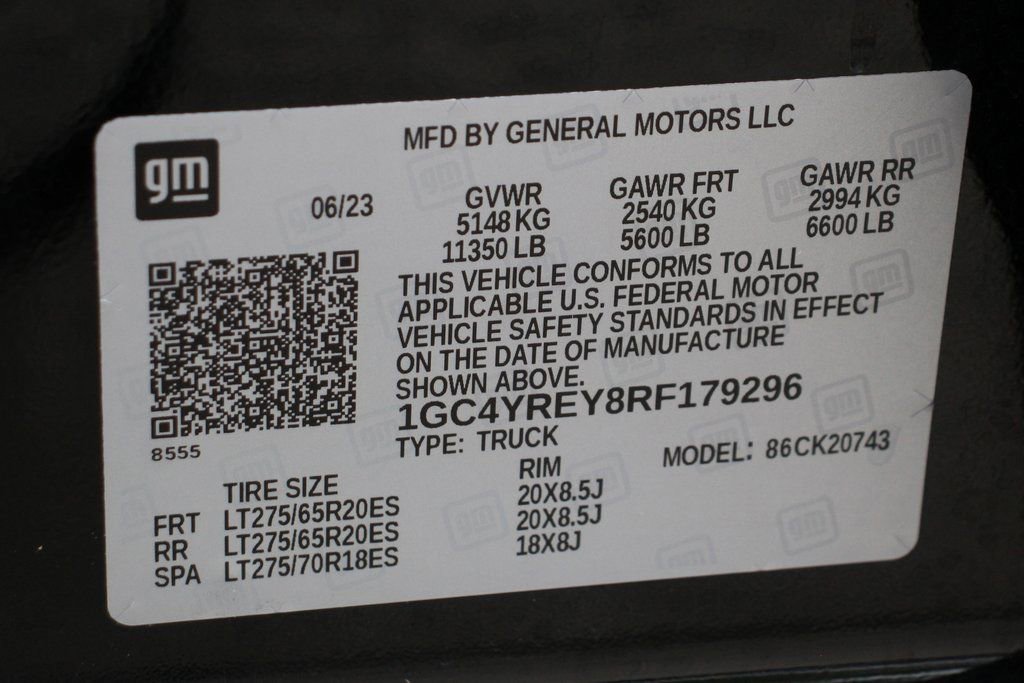 gm
MFD BY GENERAL MOTORS LLC
06/23
GVWR
5148 KG
11350 LB
GAWR FRT
2540 KG
5600 LB
GAWR RR
2994 KG
6600 LB
THIS VEHICLE CONFORMS TO ALL
APPLICABLE U.S. FEDERAL MOTOR
VEHICLE SAFETY STANDARDS IN EFFECT
ON THE DATE OF MANUFACTURE
SHOWN ABOVE.
1GC4YREY8RF179296
TYPE: TRUCK
MODEL: 86CK20743
8555
TIRE SIZE RIM
FRT LT275/65R20ES 20X8.5J
RR LT275/65R20ES 20X8.5J
SPA LT275/70R18ES 18X8J